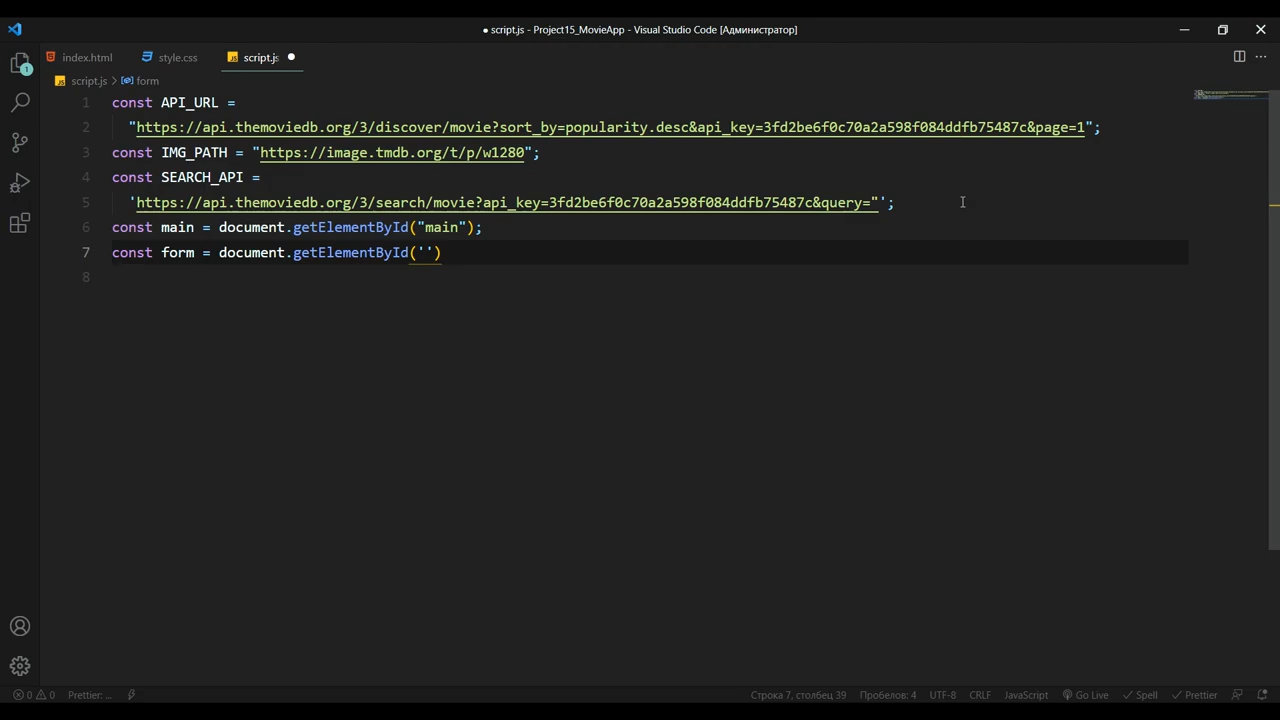 ● script.js - Project15_MovieApp - Visual Studio Code [Администратор]
index.html
style.css
script.js
script.js > form
1 const API_URL =
2 "https://api.themoviedb.org/3/discover/movie?sort_by=popularity.desc&api_key=3fd2be6f0c70a2a598f084ddfb75487c&page=1";
3 const IMG_PATH = "https://image.tmdb.org/t/p/w1280";
4 const SEARCH_API =
5 'https://api.themoviedb.org/3/search/movie?api_key=3fd2be6f0c70a2a598f084ddfb75487c&query="';
6 const main = document.getElementById("main");
7 const form = document.getElementById('')
8
1
0 0 Prettier: ... Строка 7, столбец 39 Пробелов: 4 UTF-8 CRLF JavaScript Go Live Spell Prettier